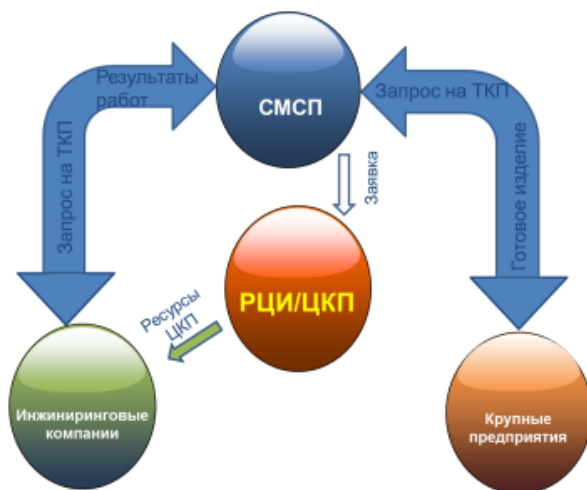 Результаты
работ
СМСП
Запрос на ТКП
Заявка
Запрос на ТКП
Готовое изделие
РЦИ/ЦКП
Ресурсы
ЦКП
Инжиниринговые
компании
Крупные
предприятия